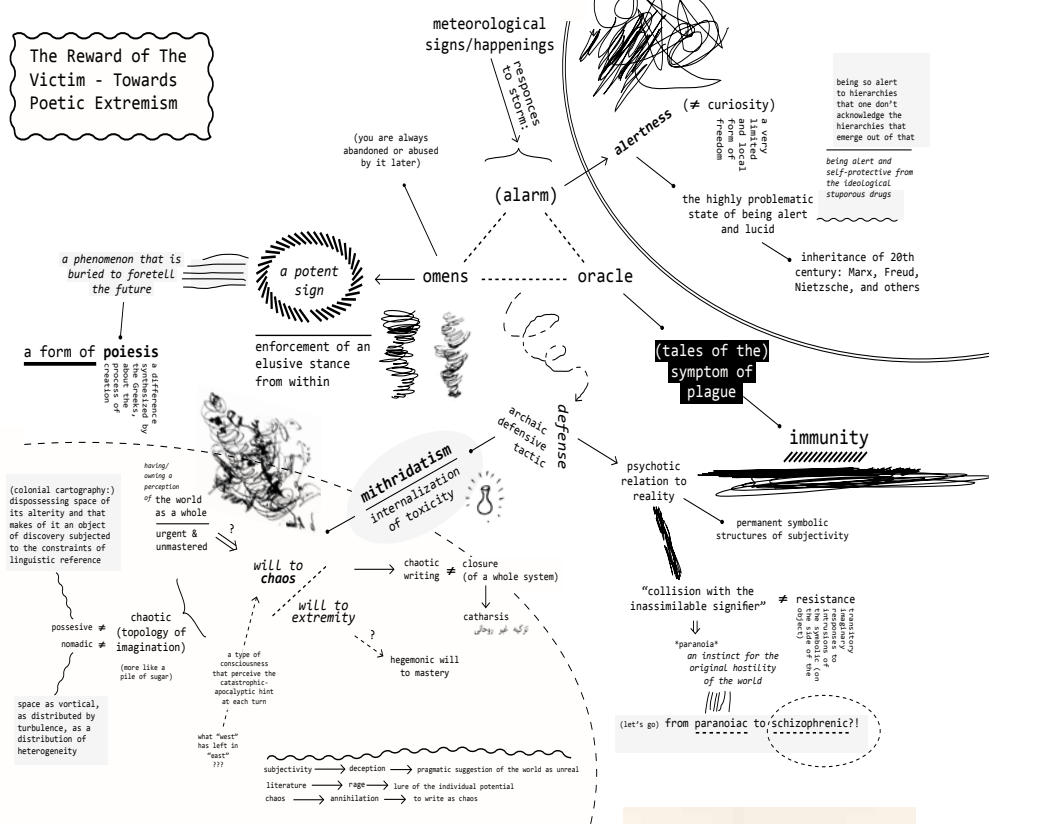 The Reward of The
Victim - Towards
Poetic Extremism
meteorological
signs/happenings
responces
to storm:
(you are always
abandoned or abused
by it later)
(alarm)
alertness
(≠ curiosity)
a very
limited
and local
form of
freedom
being so alert
to hierarchies
that one don't
acknowledge the
hierarchies that
emerge out of that
being alert and
self-protective from
the ideological
stuporous drugs
the highly problematic
state of being alert
and lucid
inheritance of 20th
century: Marx, Freud,
Nietzsche, and others
a phenomenon that is
buried to foretell
the future
a potent
sign
omens
oracle
enforcement of an
elusive stance
from within
a form of poiesis
a difference
synthesized by
the Greeks,
about the
process of
creation
(tales of the)
symptom of
plague
immunity
defense
archaic
defensive
tactic
mithridatism
internalization
of toxicity
psychotic
relation to
reality
permanent symbolic
structures of subjectivity
(colonial cartography:)
dispossessing space of
its alterity and that
makes of it an object
of discovery subjected
to the constraints of
linguistic reference
having/
owning a
perception
of the world
as a whole
urgent &
unmastered
?
will to
chaos
will to
extremity
chaotic
writing
≠
closure
(of a whole system)
catharsis
تزکیه غیر روحانی
?
hegemonic will
to mastery
"collision with the
inassimilable signifier"
≠ resistance
transitory
imaginary
responses to
intrusions of
the symbolic (on
the side of the
object)
*paranoia*
an instinct for the
original hostility
of the world
(let's go) from paranoiac to schizophrenic?!
possesive ≠
nomadic ≠
chaotic
(topology of
imagination)
(more like a
pile of sugar)
a type of
consciousness
that perceive the
catastrophic-
apocalyptic hint
at each turn
space as vortical,
as distributed by
turbulence, as a
distribution of
heterogeneity
what "west"
has left in
"east"
???
subjectivity deception pragmatic suggestion of the world as unreal
literature rage lure of the individual potential
chaos annihilation to write as chaos